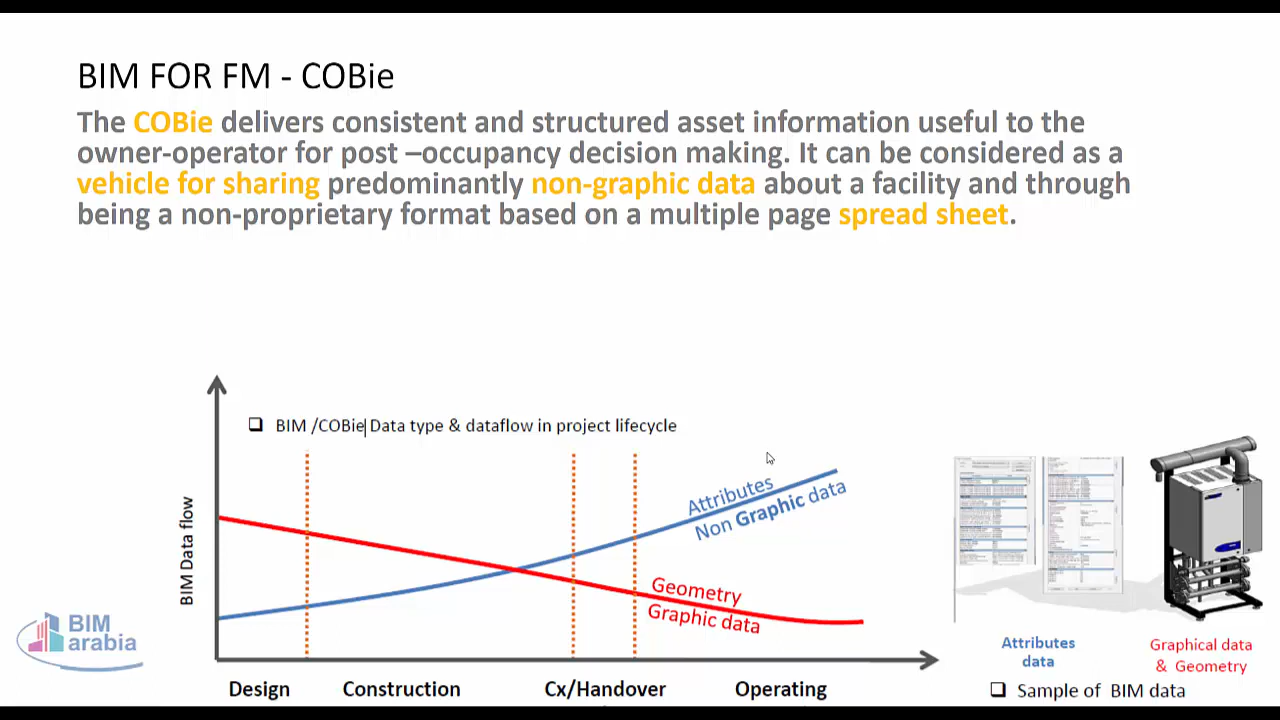 BIM FOR FM - COBie
The COBie delivers consistent and structured asset information useful to the
owner-operator for post –occupancy decision making. It can be considered as a
vehicle for sharing predominantly non-graphic data about a facility and through
being a non-proprietary format based on a multiple page spread sheet.
BIM /COBie Data type & dataflow in project lifecycle
BIM Data flow
Attributes
Non Graphic data
Geometry
Graphic data
Design
Construction
Cx/Handover
Operating
Attributes
data
Graphical data
& Geometry
Sample of BIM data
BIM
arabia